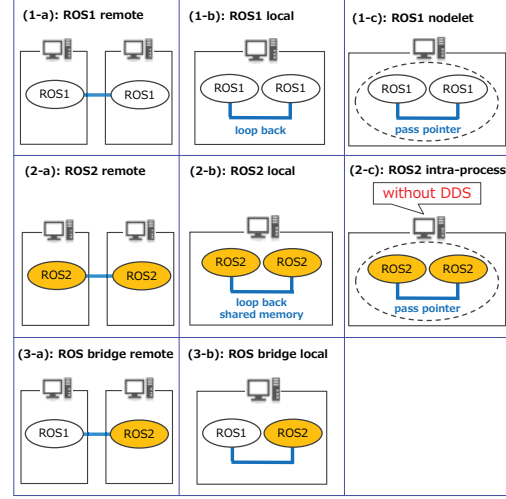 (1-a): ROS1 remote
(1-b): ROS1 local
(1-c): ROS1 nodelet
ROS1
ROS1
ROS1
ROS1
ROS1
ROS1
loop back
pass pointer
(2-a): ROS2 remote
(2-b): ROS2 local
(2-c): ROS2 intra-process
without DDS
ROS2
ROS2
ROS2
ROS2
ROS2
ROS2
loop back
shared memory
pass pointer
(3-a): ROS bridge remote
(3-b): ROS bridge local
ROS1
ROS2
ROS1
ROS2